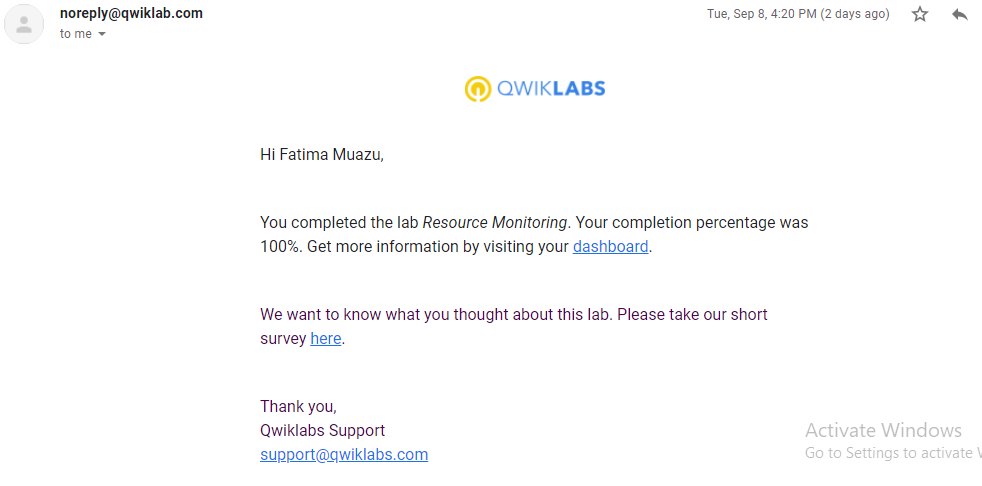 noreply@qwiklab.com
Tue, Sep 8, 4:20 PM (2 days ago)
to me
QWIKLABS
Hi Fatima Muazu,
You completed the lab Resource Monitoring. Your completion percentage was
100%. Get more information by visiting your dashboard.
We want to know what you thought about this lab. Please take our short
survey here.
Thank you,
Qwiklabs Support
support@qwiklabs.com
Activate Windows
Go to Settings to activate